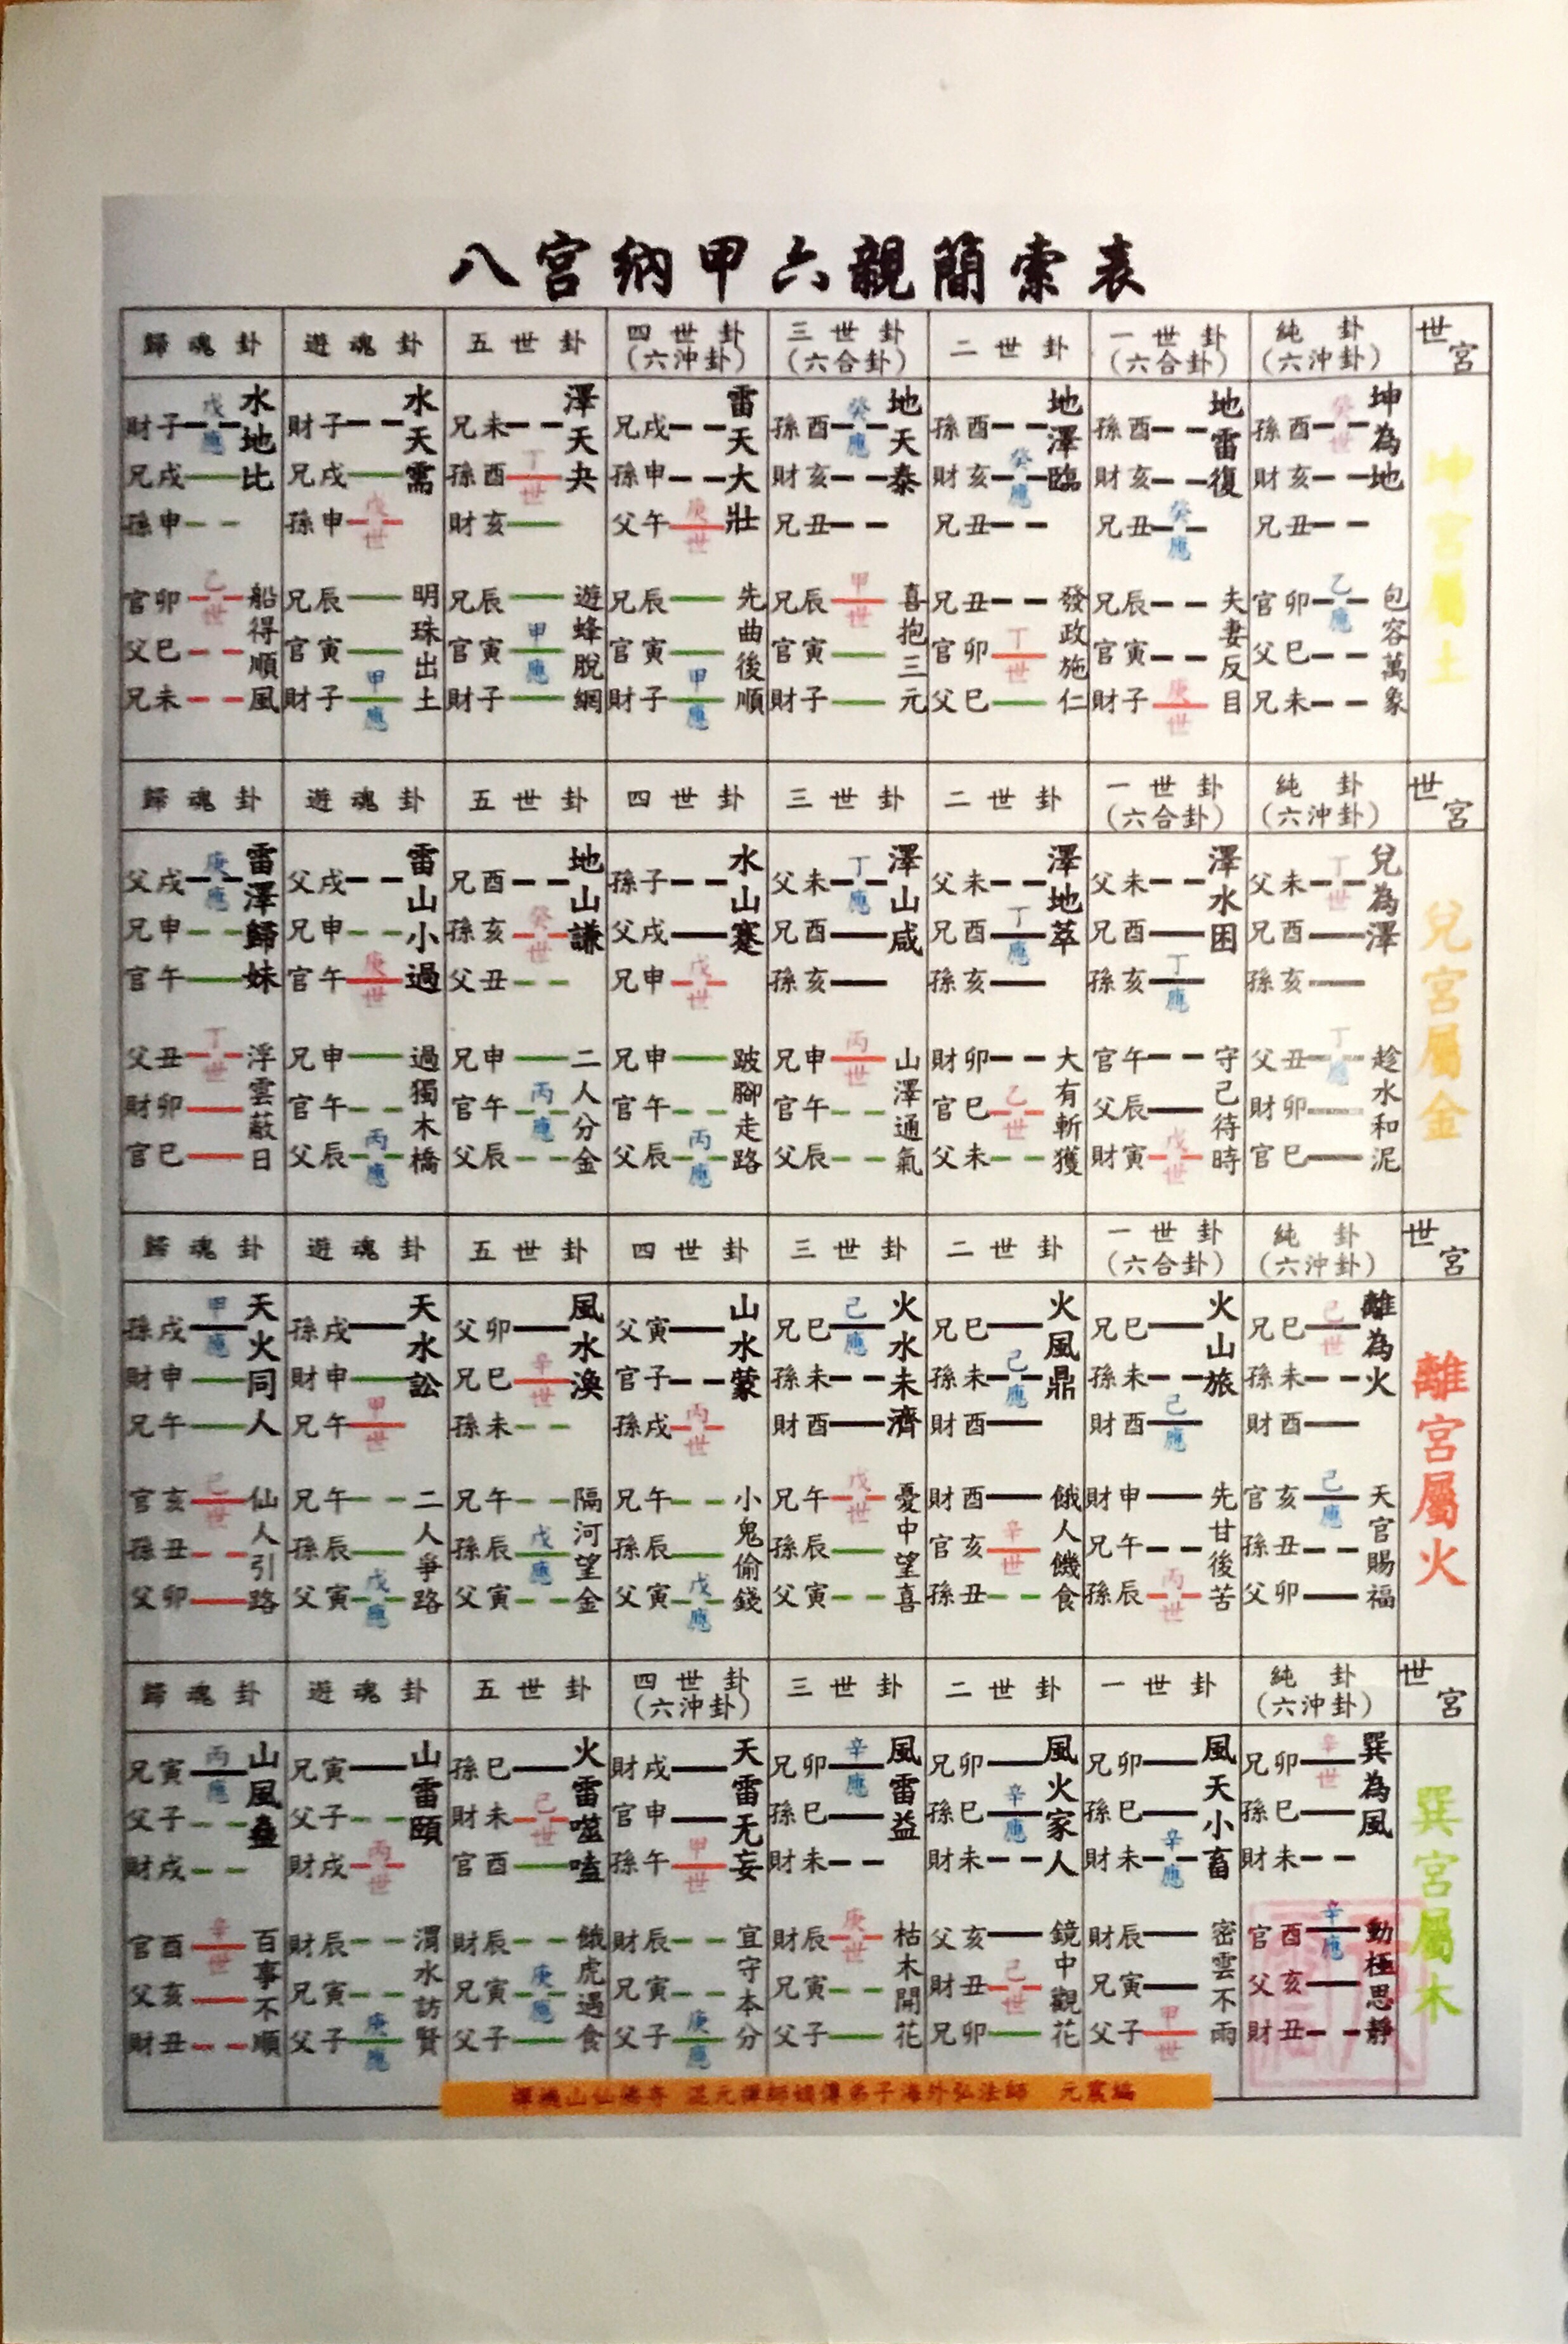 八宮納甲六親簡索表
世宮
純卦(六沖卦)
一世卦(六合卦)
二世卦
三世卦(六合卦)
四世卦(六沖卦)
五世卦
遊魂卦
歸魂卦
坤宮屬土
坤為地
孫酉 癸世
財亥
兄丑
官卯 乙應
父巳
兄未
包容萬象
地雷復
孫酉
財亥
兄丑 癸應
兄辰
官寅
財子 庚世
夫妻反目
地澤臨
孫酉
財亥 癸應
兄丑
兄丑
官卯 丁世
父巳
發政施仁
地天泰
孫酉 癸應
財亥
兄丑
兄辰 甲世
官寅
財子
喜抱三元
雷天大壯
兄戌
孫申
父午 庚世
兄辰
官寅
財子 甲應
先曲後順
澤天夬
兄未
孫酉 丁世
財亥
兄辰
官寅 甲應
財子
遊蜂脫網
水天需
財子
兄戌
孫申 戊世
兄辰
官寅
財子 甲應
明珠出土
水地比
財子 戊應
兄戌
孫申
官卯 乙世
父巳
兄未
船得順風
世宮
純卦(六沖卦)
一世卦(六合卦)
二世卦
三世卦
四世卦
五世卦
遊魂卦
歸魂卦
兌宮屬金
兌為澤
父未 丁世
兄酉
孫亥
父丑 丁應
財卯
官巳
趁水和泥
澤水困
父未
兄酉
孫亥 丁應
官午
父辰
財寅 戊世
守己待時
澤地萃
父未
兄酉 丁應
孫亥
財卯
官巳 乙世
父未
大有斬獲
澤山咸
父未 丁應
兄酉
孫亥
兄申 丙世
官午
父辰
山澤通氣
水山蹇
孫子
父戌
兄申 戊世
兄申
官午
父辰 丙應
跛腳走路
地山謙
兄酉
孫亥 癸世
父丑
兄申
官午 丙應
父辰
二人分金
雷山小過
父戌
兄申
官午 庚世
兄申
官午
父辰 丙應
過獨木橋
雷澤歸妹
父戌 庚應
兄申
官午
父丑 丁世
財卯
官巳
浮雲蔽日
世宮
純卦(六沖卦)
一世卦(六合卦)
二世卦
三世卦
四世卦
五世卦
遊魂卦
歸魂卦
離宮屬火
離為火
兄巳 己世
孫未
財酉
官亥 己應
孫丑
父卯
天官賜福
火山旅
兄巳
孫未
財酉 己應
財申
兄午
孫辰 丙世
先甘後苦
火風鼎
兄巳
孫未 己應
財酉
財酉
官亥 辛世
孫丑
餓人饑食
火水未濟
兄巳 己應
孫未
財酉
兄午 戊世
孫辰
父寅
憂中望喜
山水蒙
父寅
官子
孫戌 丙世
兄午
孫辰
父寅 戊應
小鬼偷錢
風水渙
父卯
兄巳 辛世
孫未
兄午
孫辰 戊應
父寅
隔河望金
天水訟
孫戌
財申
兄午 甲世
兄午
孫辰
父寅 戊應
二人爭路
天火同人
孫戌 甲應
財申
兄午
官亥 己世
孫丑
父卯
仙人引路
世宮
純卦(六沖卦)
一世卦
二世卦
三世卦
四世卦(六沖卦)
五世卦
遊魂卦
歸魂卦
巽宮屬木
巽為風
兄卯 辛世
孫巳
財未
官酉 辛應
父亥
財丑
動極思靜
風天小畜
兄卯
孫巳
財未 辛應
財辰
兄寅
父子 甲世
密雲不雨
風火家人
兄卯
孫巳 辛應
財未
父亥
財丑 己世
兄卯
鏡中觀花
風雷益
兄卯 辛應
孫巳
財未
財辰 庚世
兄寅
父子
枯木開花
天雷无妄
財戌
官申
孫午 甲世
財辰
兄寅
父子 庚應
宜守本分
火雷噬嗑
孫巳
財未 己世
官酉
財辰
兄寅 庚應
父子
餓虎遇食
山雷頤
兄寅
父子
財戌 丙世
財辰
兄寅
父子 庚應
渭水訪賢
山風蠱
兄寅 丙應
父子
財戌
官酉 辛世
父亥
財丑
百事不順
禪機山仙佛寺 混元禪師嫡傳弟子海外弘法師 元 編